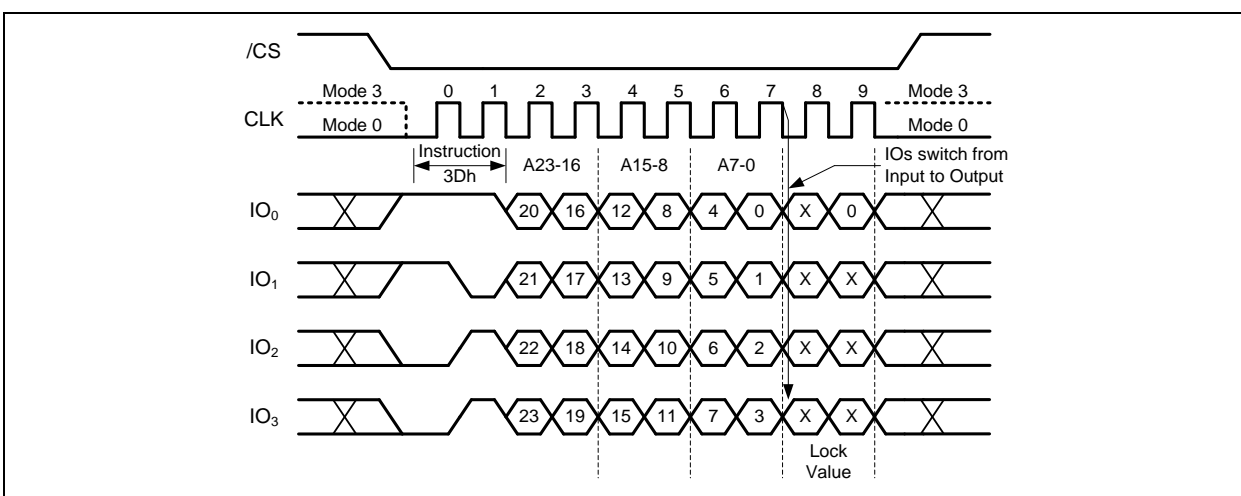 /CS
Mode 3 0 1 2 3 4 5 6 7 8 9 Mode 3
CLK
Mode 0 Mode 0
Instruction A23-16 A15-8 A7-0 IOs switch from
3Dh Input to Output
IO0 20 16 12 8 4 0 X 0
IO1 21 17 13 9 5 1 X X
IO2 22 18 14 10 6 2 X X
IO3 23 19 15 11 7 3 X X
Lock
Value